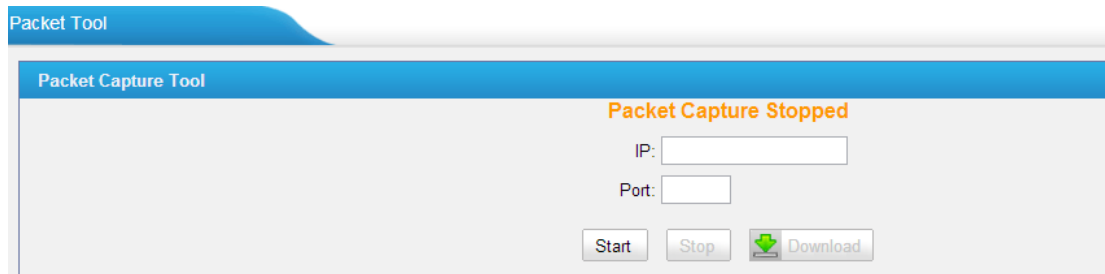 Packet Tool
Packet Capture Tool
Packet Capture Stopped
IP:
Port:
Start Stop Download